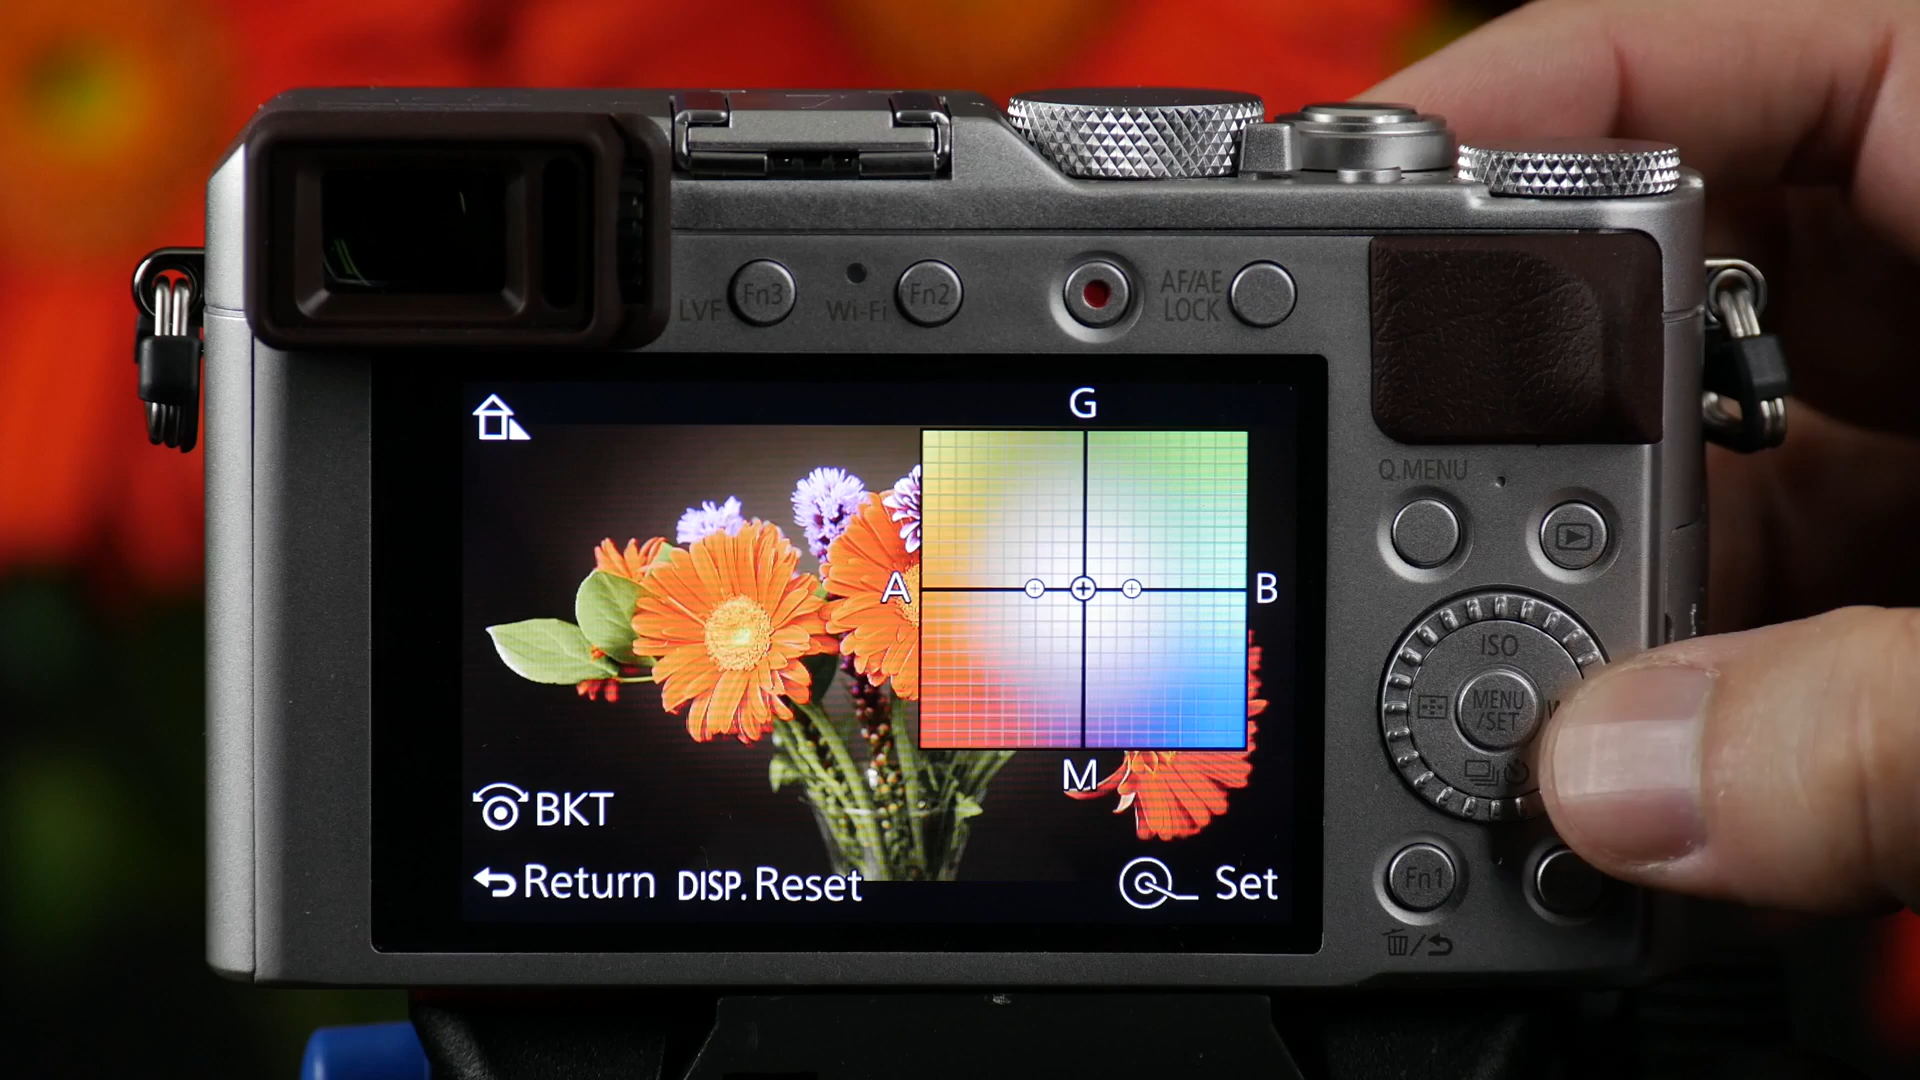 LVF Fn3 Wi-Fi Fn2 AF/AE
LOCK
G
A
B
M
BKT
Return DISP. Reset
Set
Q.MENU
ISO
MENU
/SET
Fn1